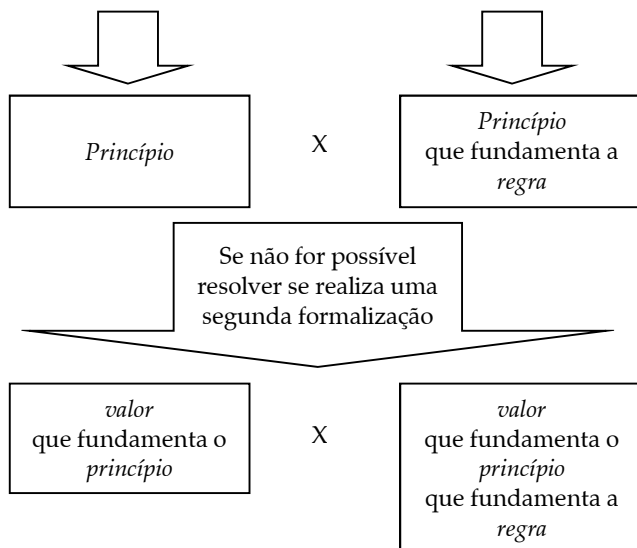 Princípio
X
Princípio
que fundamenta a
regra
Se não for possível
resolver se realiza uma
segunda formalização
valor
que fundamenta o
princípio
X
valor
que fundamenta o
princípio
que fundamenta a
regra